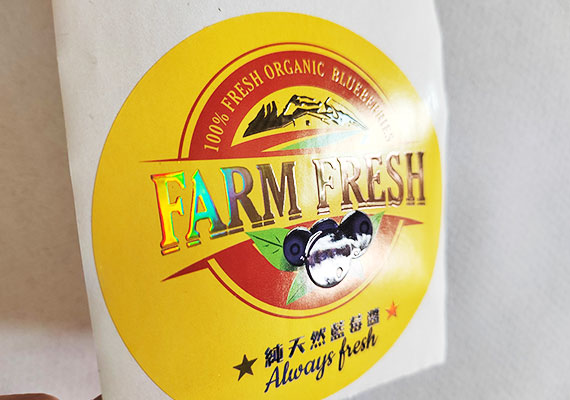 100% FRESH ORGANIC BLUEBERRIES
FARM FRESH
純天然藍莓醬
Always fresh